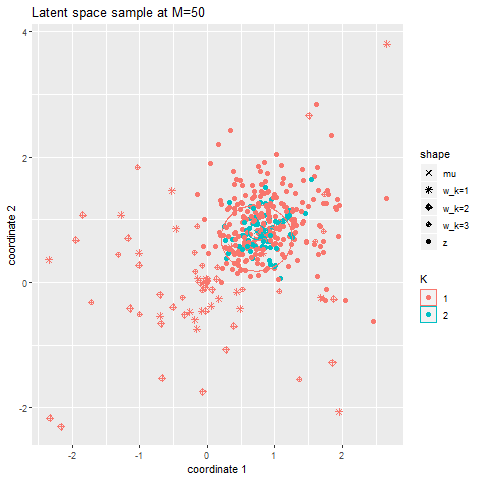 Latent space sample at M=50
coordinate 2
4
2
0
-2
-2
-1
0
1
2
coordinate 1
shape
mu
w_k=1
w_k=2
w_k=3
z
K
1
2